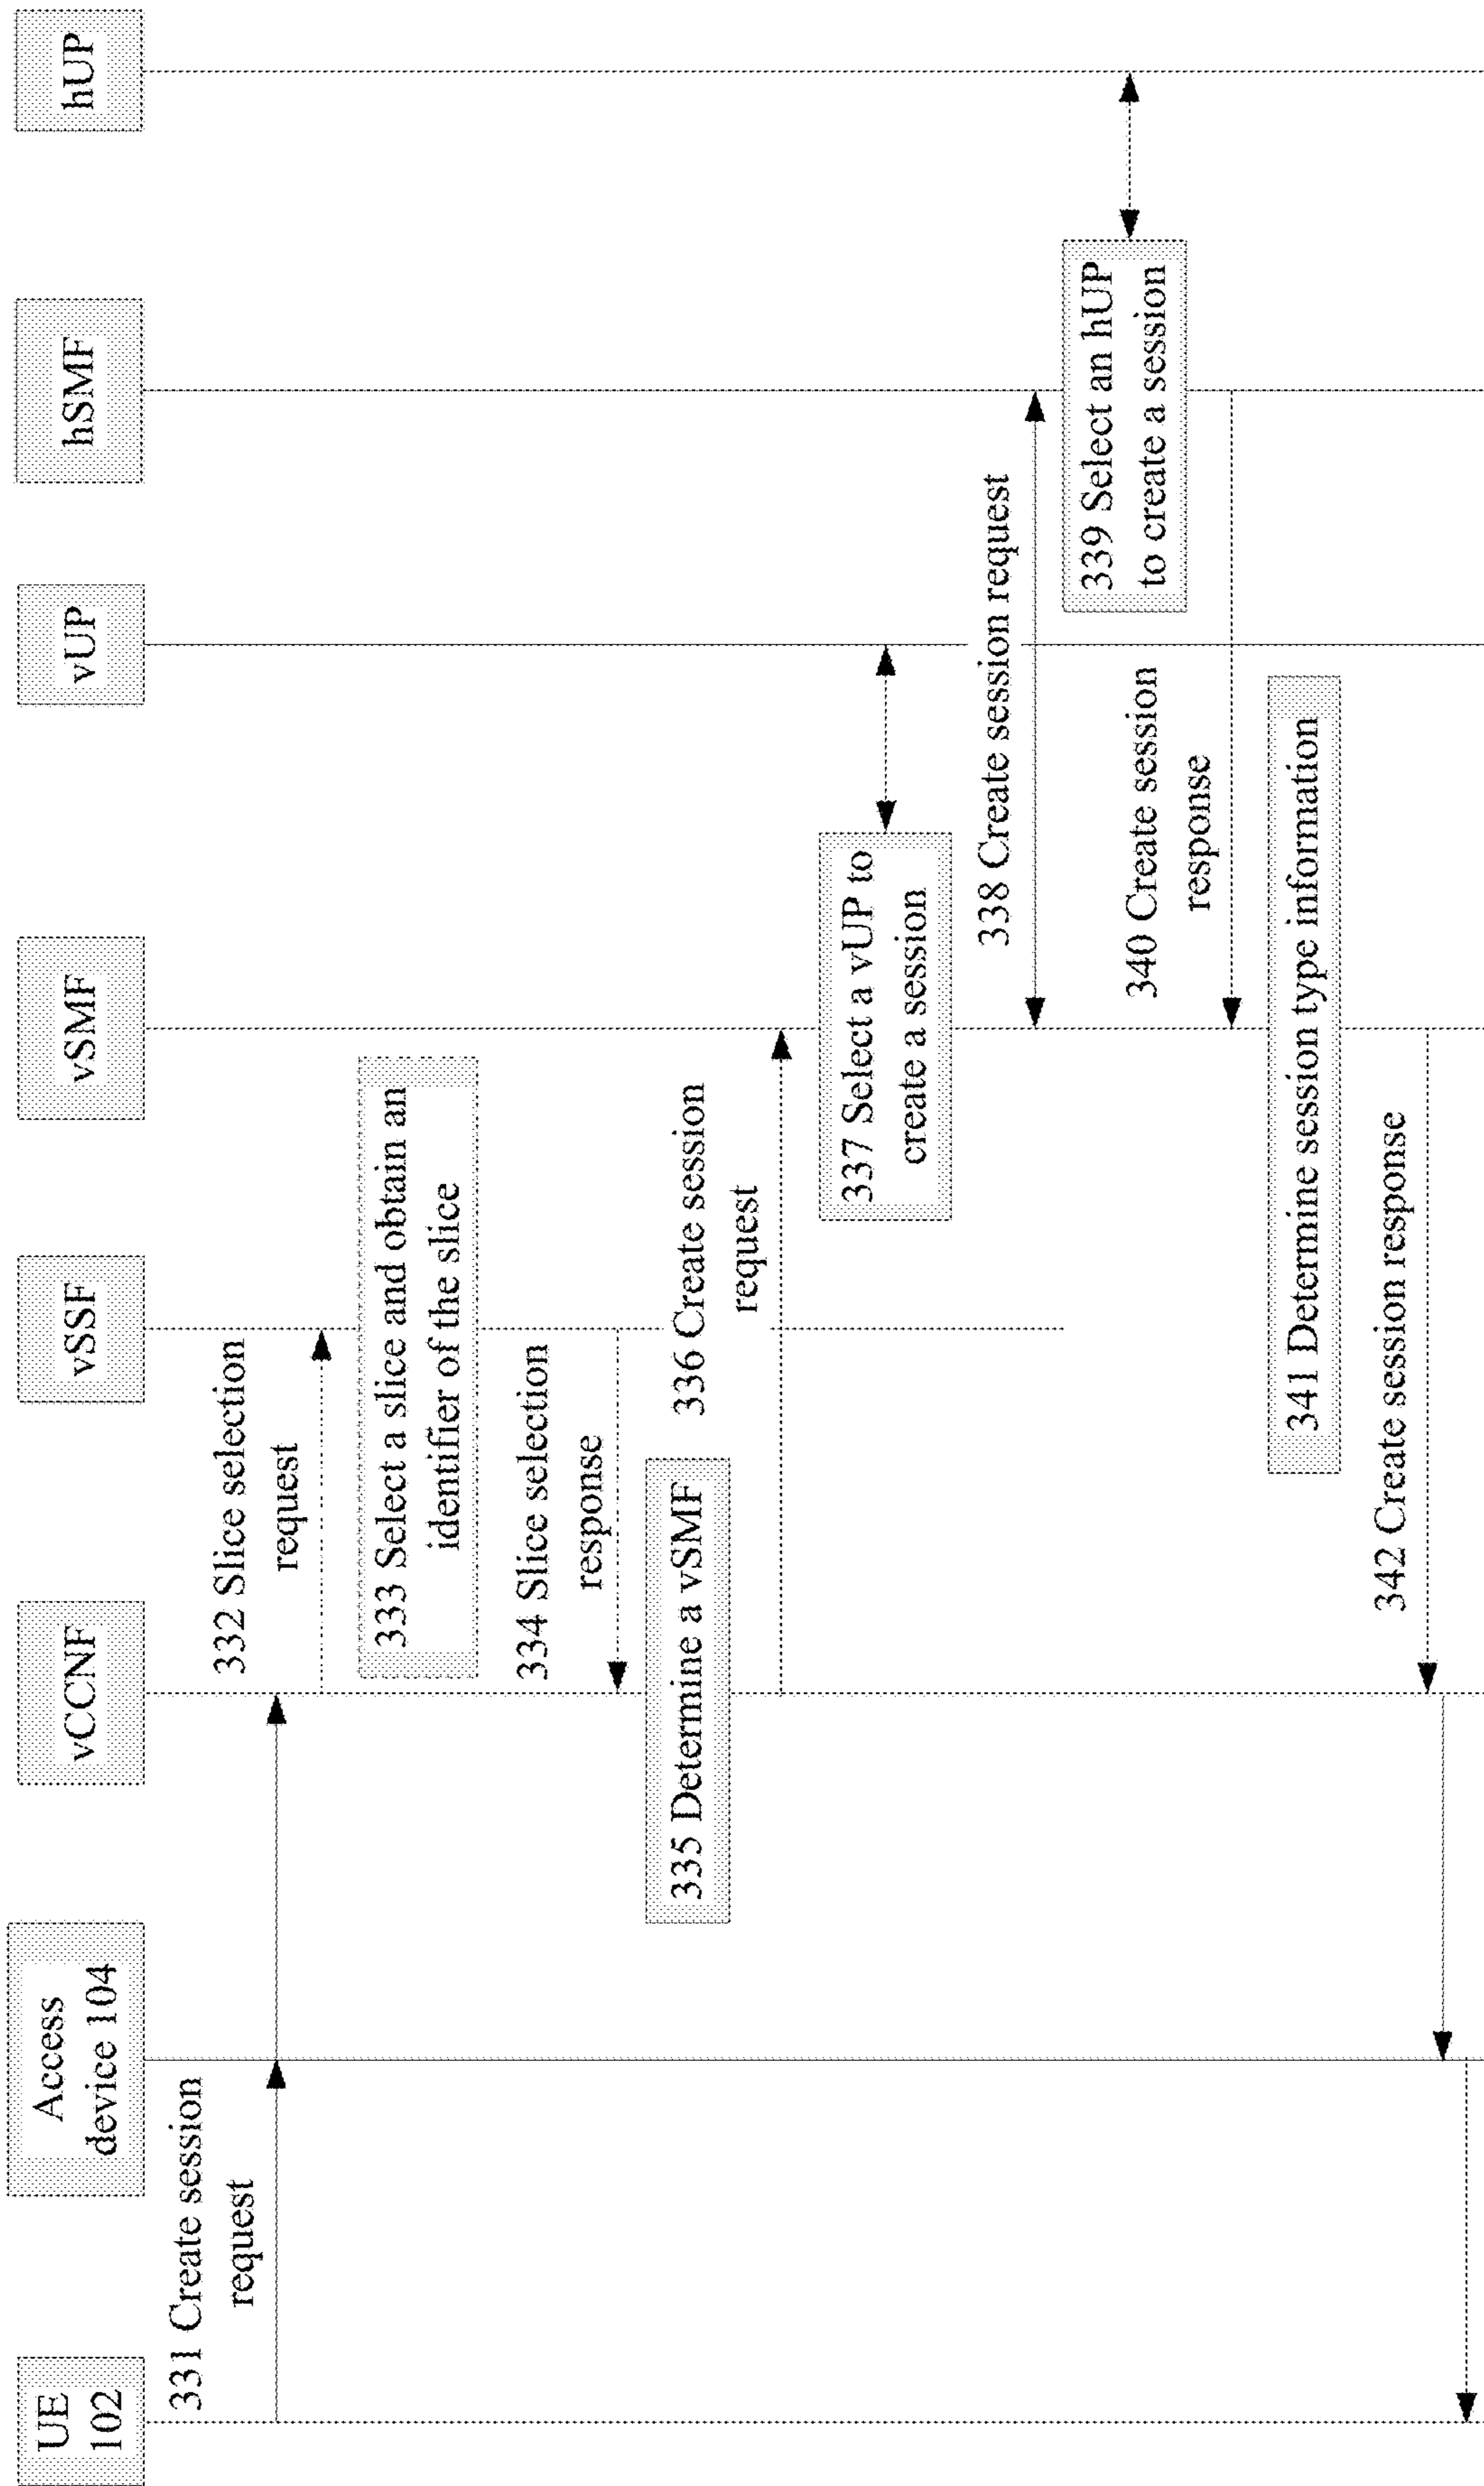 UE
102
Access
device 104
vCCNF
vSSF
vSMF
vUP
hSMF
hUP
331 Create session
request
332 Slice selection
request
333 Select a slice and obtain an
identifier of the slice
334 Slice selection
response
335 Determine a vSMF
336 Create session
request
337 Select a vUP to
create a session
338 Create session request
339 Select an hUP
to create a session
340 Create session
response
341 Determine session type information
342 Create session response